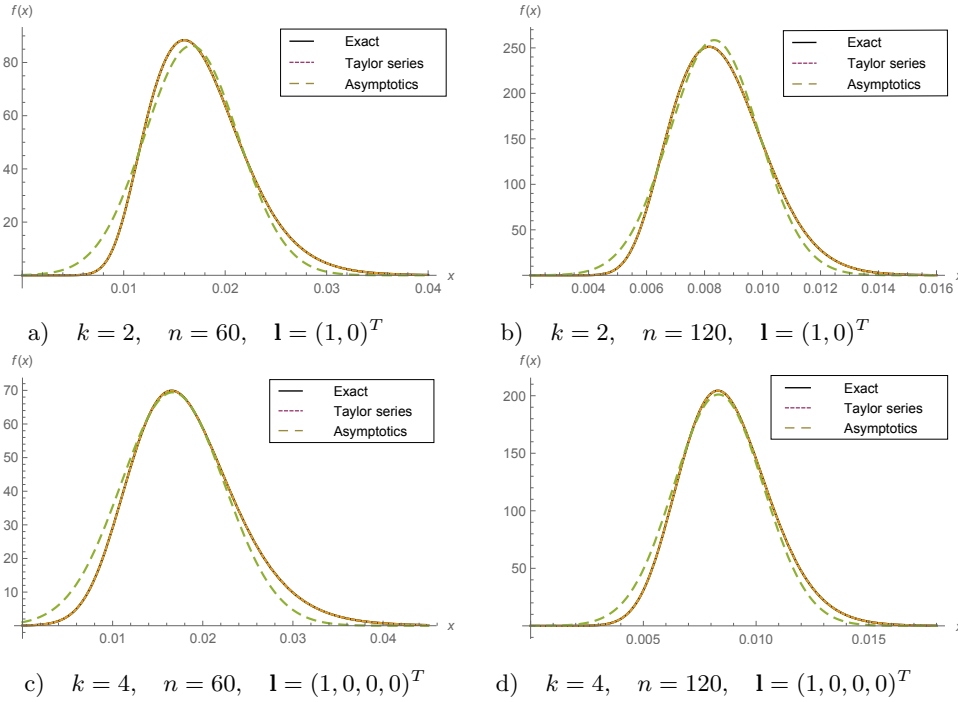 f(x)
80
60
40
20
0.01 0.02 0.03 0.04 x
Exact
Taylor series
Asymptotics
a) k = 2, n = 60, l = (1, 0)^T
f(x)
250
200
150
100
50
0.004 0.006 0.008 0.010 0.012 0.014 0.016 x
Exact
Taylor series
Asymptotics
b) k = 2, n = 120, l = (1, 0)^T
f(x)
70
60
50
40
30
20
10
0.01 0.02 0.03 0.04 x
Exact
Taylor series
Asymptotics
c) k = 4, n = 60, l = (1, 0, 0, 0)^T
f(x)
200
150
100
50
0.005 0.010 0.015 x
Exact
Taylor series
Asymptotics
d) k = 4, n = 120, l = (1, 0, 0, 0)^T